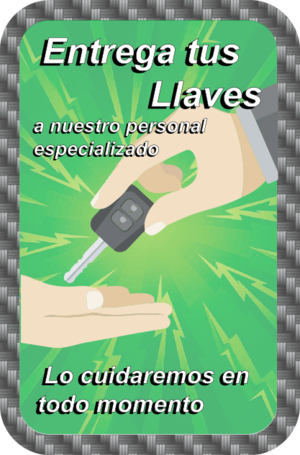 Entrega tus
Llaves
a nuestro personal
especializado
Lo cuidaremos en
todo momento